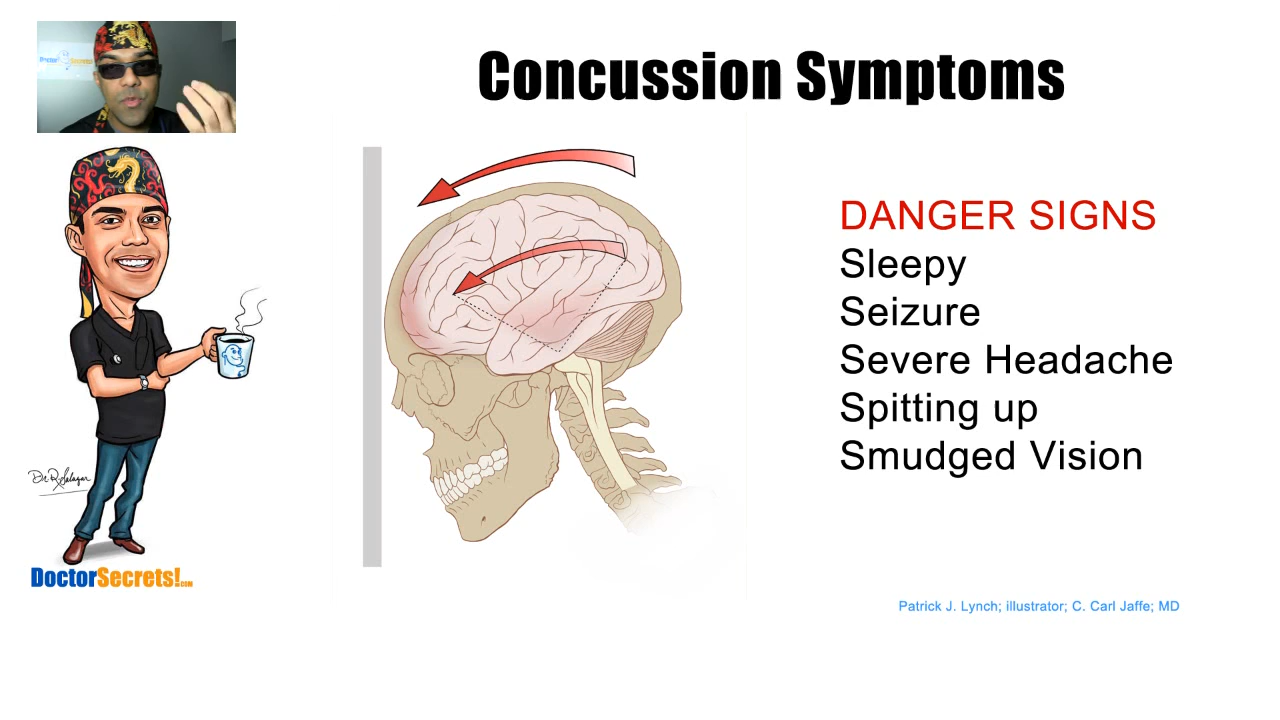 Concussion Symptoms
DANGER SIGNS
Sleepy
Seizure
Severe Headache
Spitting up
Smudged Vision
DoctorSecrets!.com
Patrick J. Lynch; illustrator; C. Carl Jaffe; MD